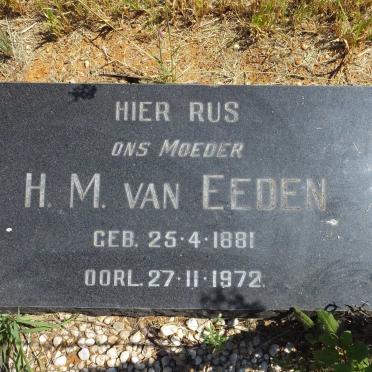 HIER RUS
ONS MOEDER
H. M. VAN EEDEN
GEB. 25·4·1881
OORL. 27·11·1972.